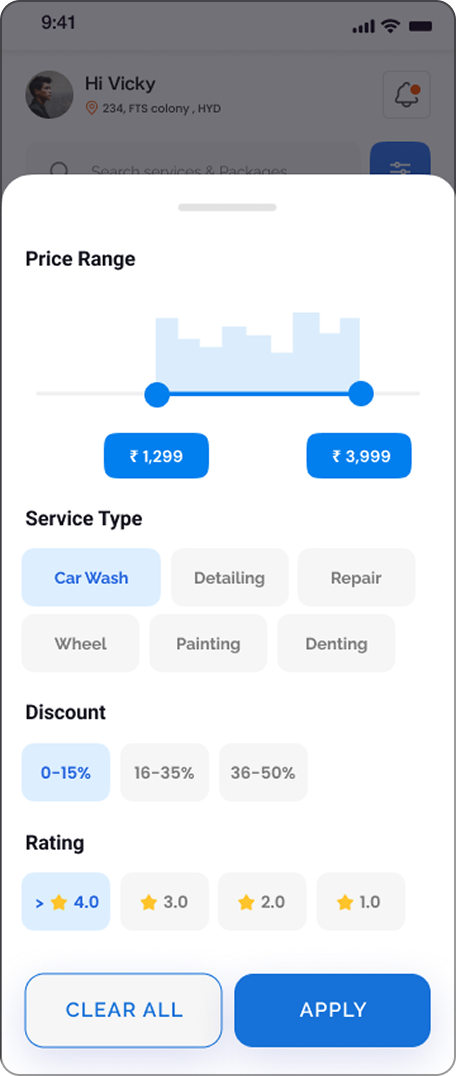 9:41
Hi Vicky
234, FTS colony , HYD
Search services & Packages
Price Range
₹ 1,299 ₹ 3,999
Service Type
Car Wash Detailing Repair
Wheel Painting Denting
Discount
0-15% 16-35% 36-50%
Rating
> ⭐ 4.0 ⭐ 3.0 ⭐ 2.0 ⭐ 1.0
CLEAR ALL APPLY